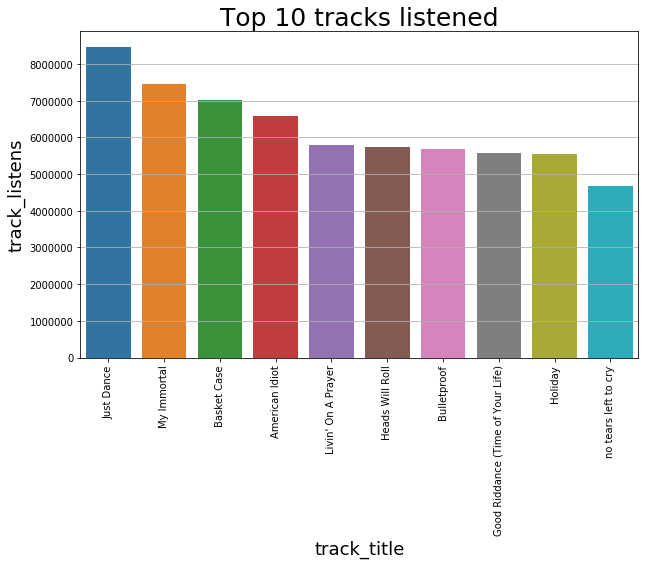 Top 10 tracks listened
track_listens
8000000
7000000
6000000
5000000
4000000
3000000
2000000
1000000
0
Just Dance
My Immortal
Basket Case
American Idiot
Livin' On A Prayer
Heads Will Roll
Bulletproof
Good Riddance (Time of Your Life)
Holiday
no tears left to cry
track_title